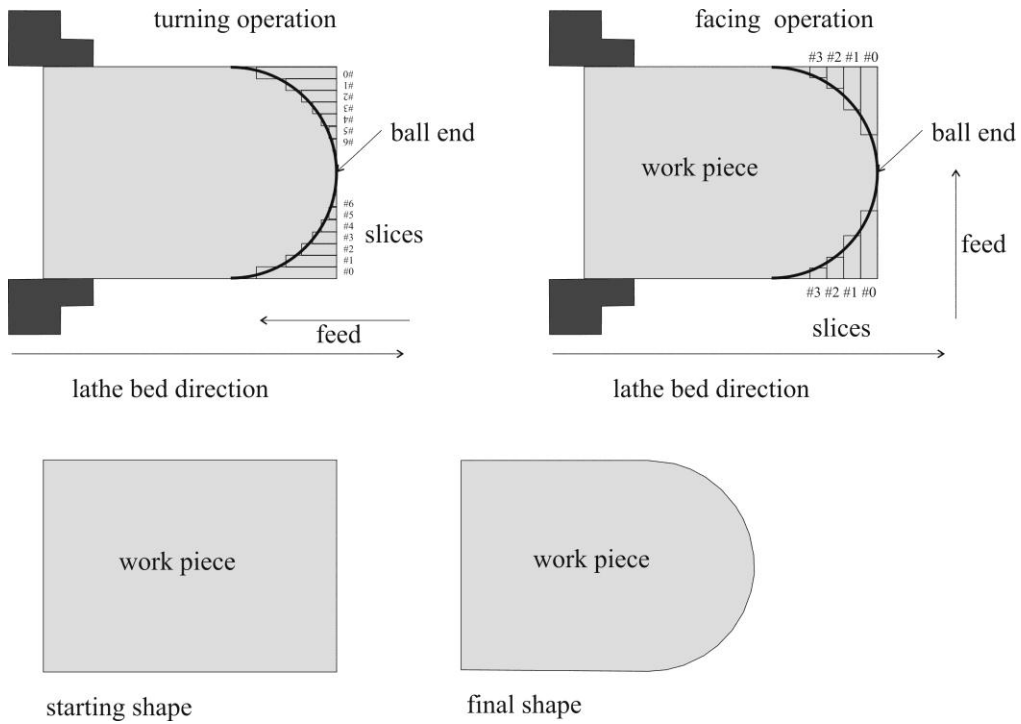 turning operation
#0
#1
#2
#3
#4
#5
#6
ball end
#6
#5
#4
#3
#2
#1
#0
slices
feed
lathe bed direction
facing operation
#3 #2 #1 #0
work piece
ball end
feed
#3 #2 #1 #0
slices
lathe bed direction
work piece
starting shape
work piece
final shape